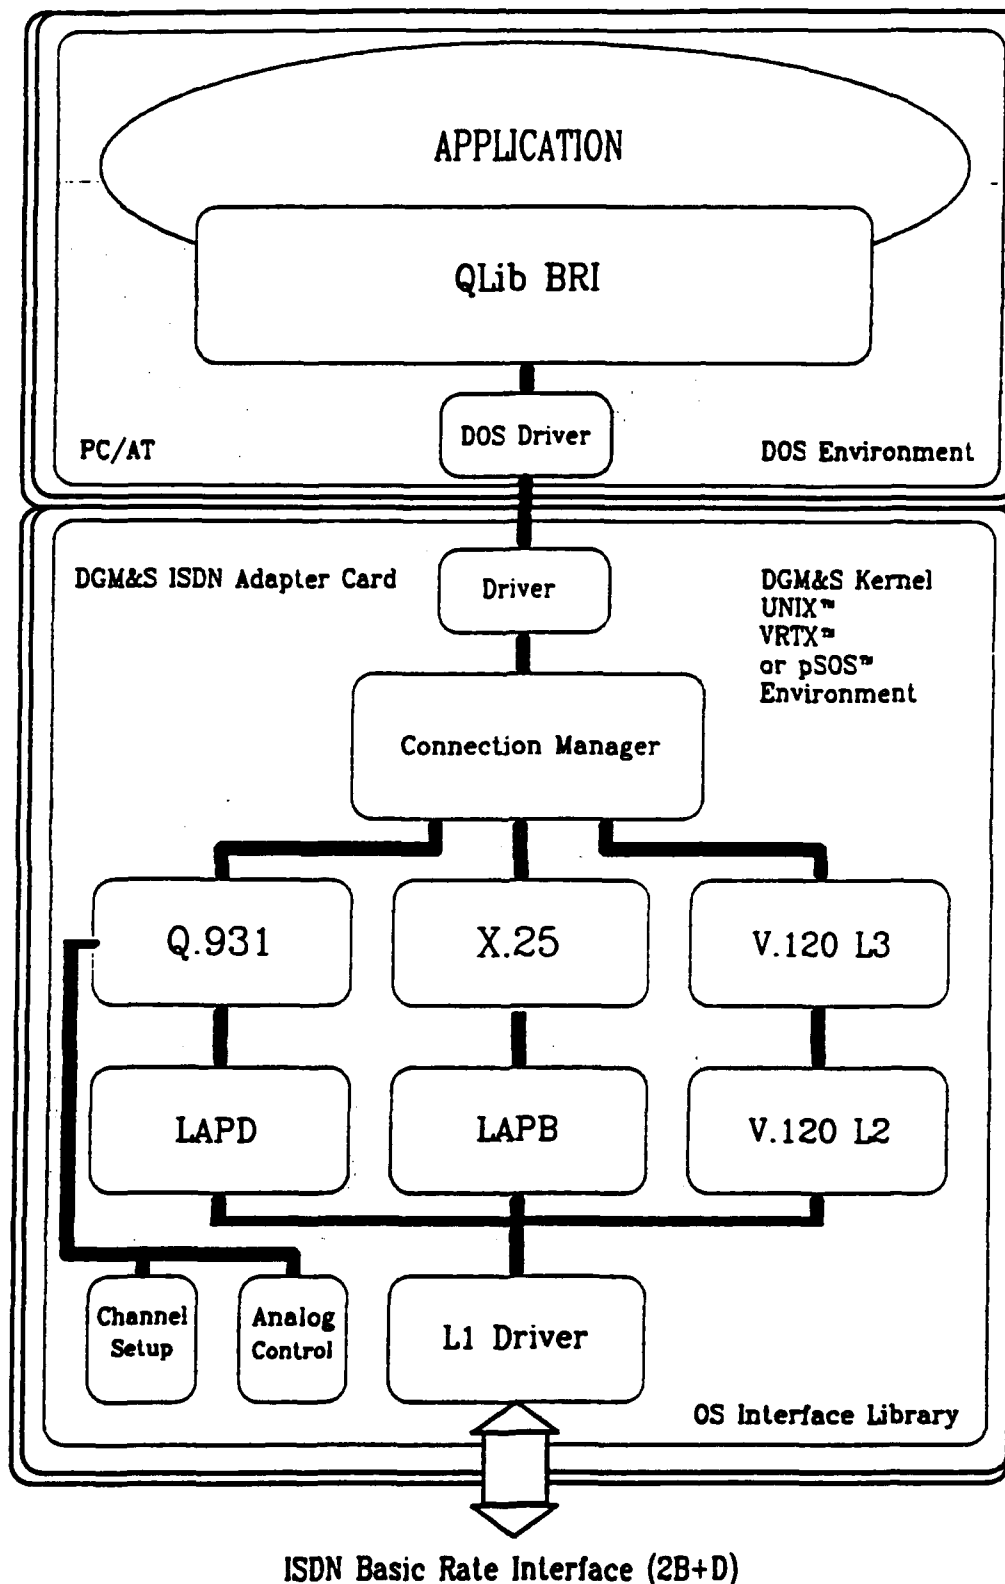 APPLICATION
QLib BRI
DOS Driver
PC/AT
DOS Environment
DGM&S ISDN Adapter Card
Driver
DGM&S Kernel
UNIX™
VRTX™
or pSOS™
Environment
Connection Manager
Q.931
X.25
V.120 L3
LAPD
LAPB
V.120 L2
Channel
Setup
Analog
Control
L1 Driver
OS Interface Library
ISDN Basic Rate Interface (2B+D)